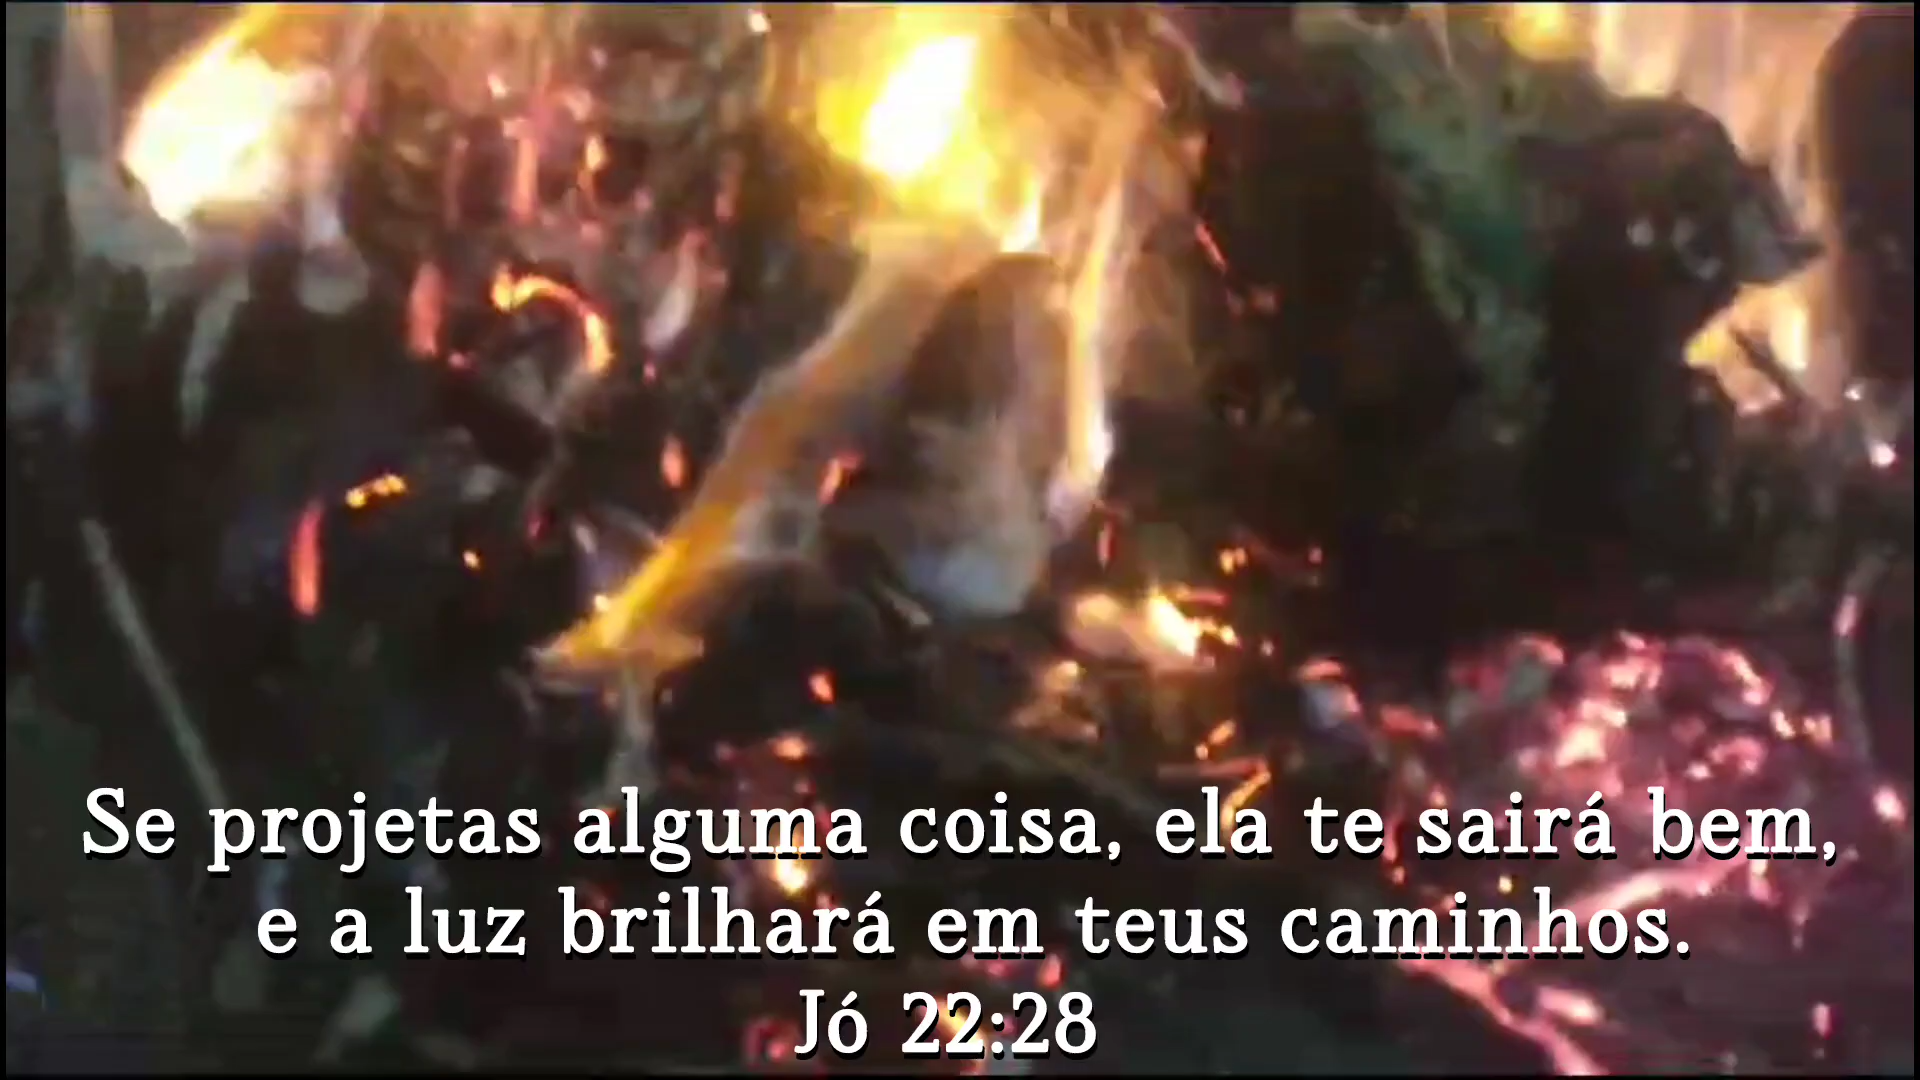 Se projetas alguma coisa, ela te sairá bem,
e a luz brilhará em teus caminhos.
Jó 22:28